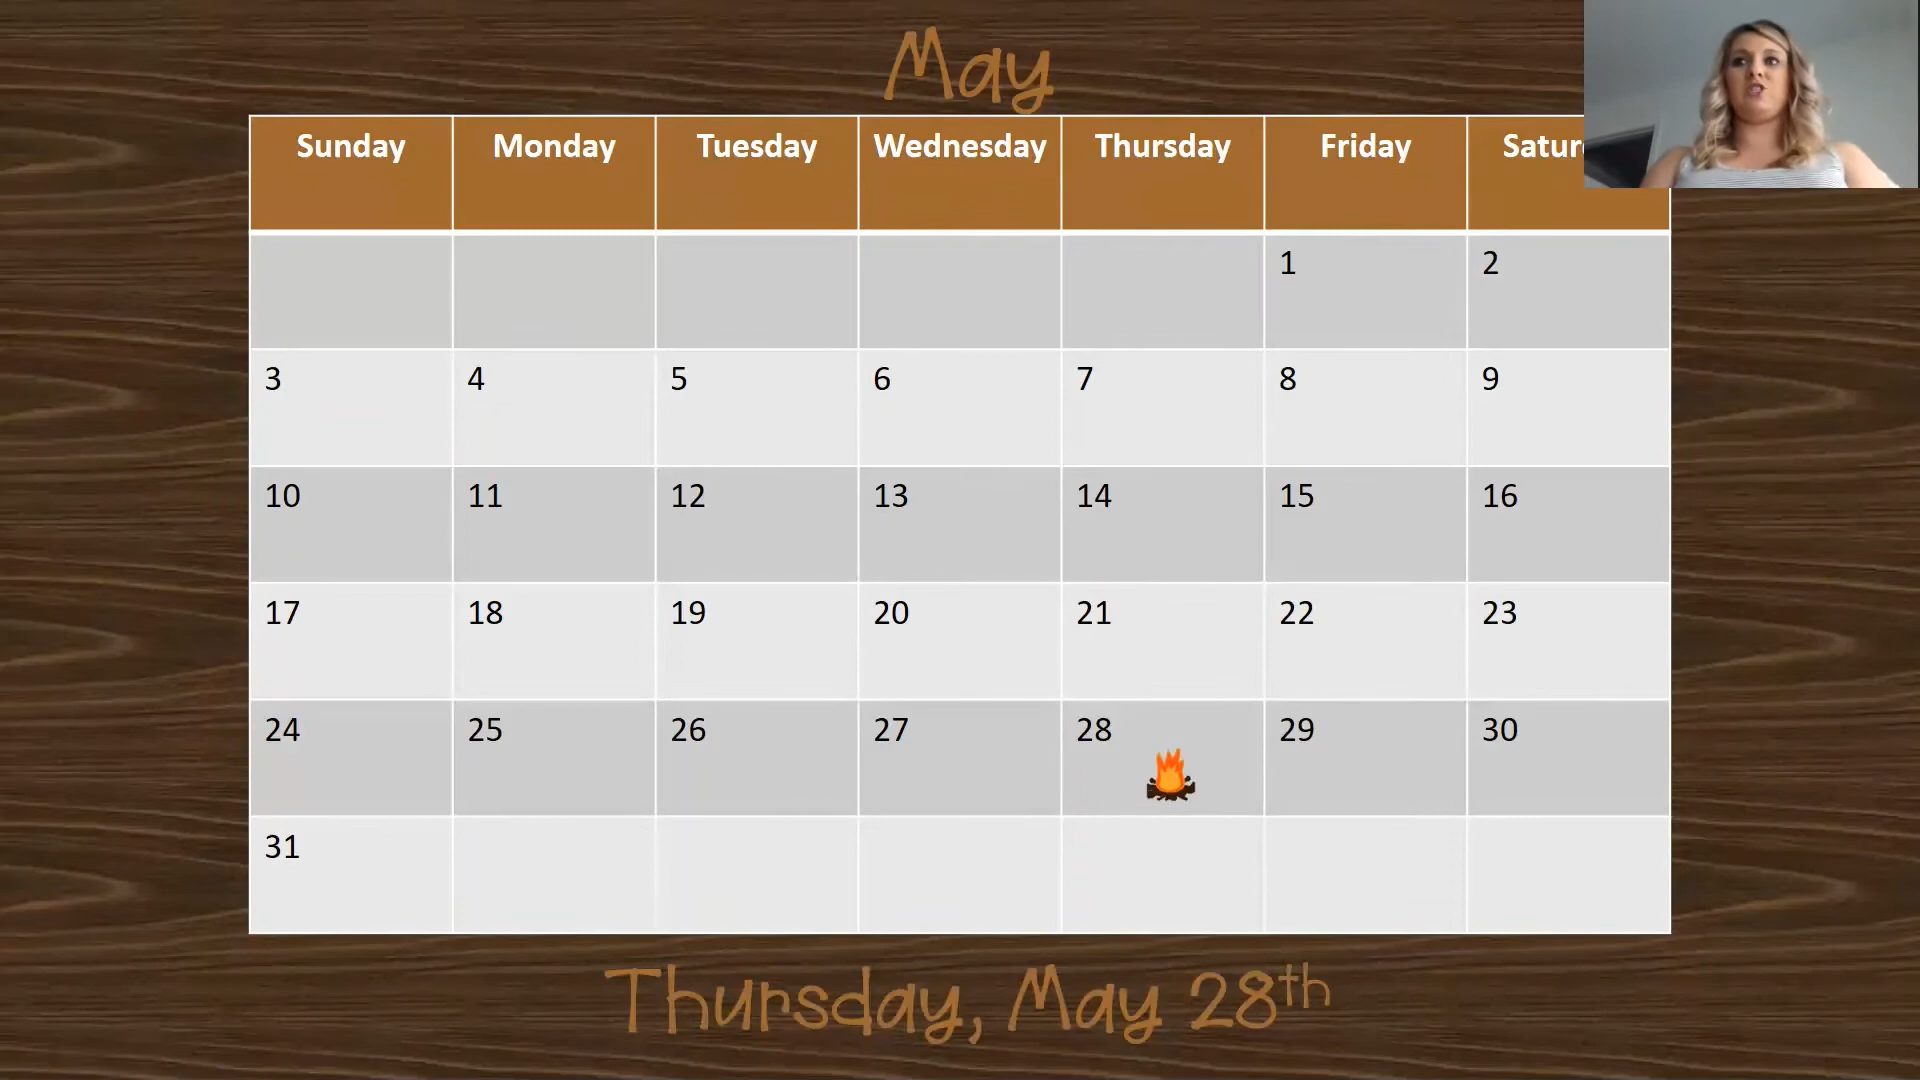 May
Sunday Monday Tuesday Wednesday Thursday Friday Satur
1 2
3 4 5 6 7 8 9
10 11 12 13 14 15 16
17 18 19 20 21 22 23
24 25 26 27 28 29 30
31
Thursday, May 28th